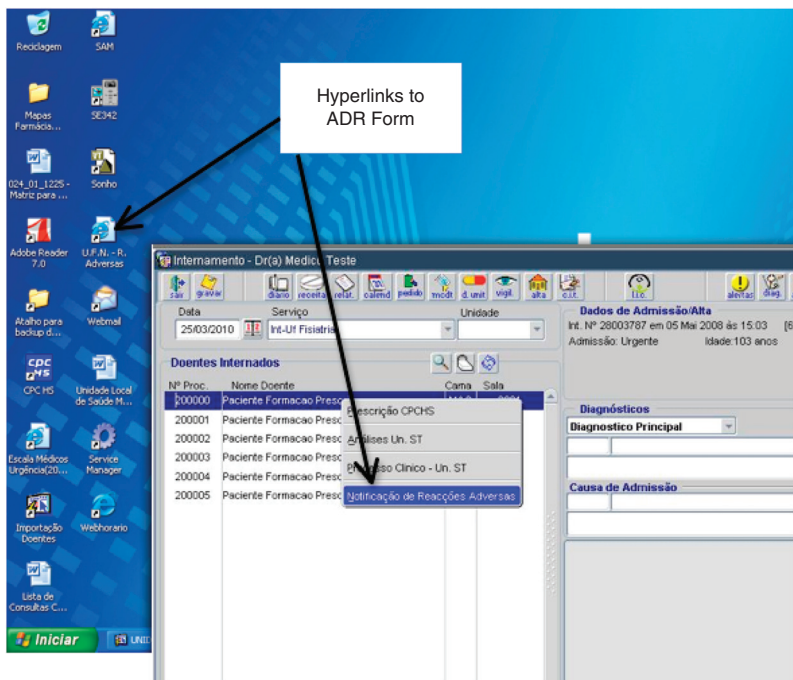 Reciclagem
SAM
Mapas
Farmácia...
SE342
024_01_1225 -
Matriz para ...
Sonho
Adobe Reader
7.0
U.F.N. - R.
Adversas
Atalho para
backup d...
Webmail
CPC HS
Unidade Local
de Saúde M...
Escala Médicos
Urgência(20...
Service
Manager
Importação
Doentes
Webhorario
Lista de
Consultas C...
Iniciar
UNID
Hyperlinks to
ADR Form
Internamento - Dr(a) Medico Teste
sair gravar diario receita relat. calend pedido modt d. unit vigil. alta c.i.t. alertas diag.
Data Serviço Unidade
25/03/2010 Int-Uf Fisiatria
Dados de Admissão/Alta
Int. Nº 28003787 em 05 Mai 2008 às 15:03 [6
Admissão: Urgente Idade:103 anos
Doentes Internados
Nº Proc. Nome Doente Cama Sala
200000 Paciente Formacao Presc
200001 Paciente Formacao Presc
200002 Paciente Formacao Presc
200003 Paciente Formacao Presc
200004 Paciente Formacao Presc
200005 Paciente Formacao Presc
Prescrição CPCHS
Análises Un. ST
Processo Clinico - Un. ST
Notificação de Reacções Adversas
Diagnósticos
Diagnostico Principal
Causa de Admissão